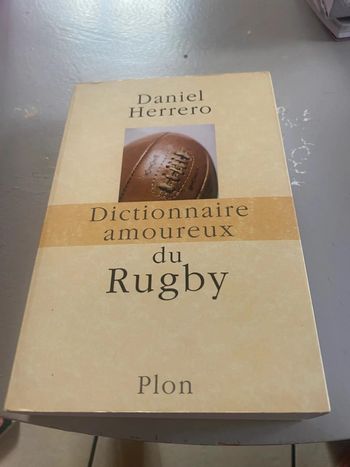 Daniel
Herrero
Dictionnaire
amoureux
du
Rugby
Plon